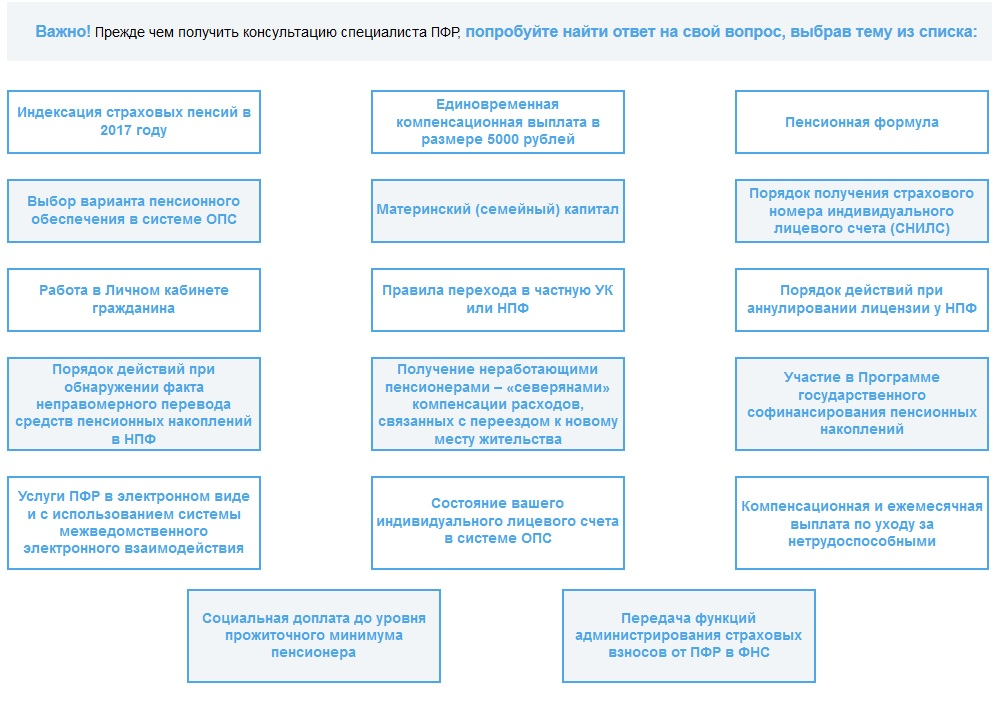 Важно! Прежде чем получить консультацию специалиста ПФР, попробуйте найти ответ на свой вопрос, выбрав тему из списка:
Индексация страховых пенсий в
2017 году
Единовременная
компенсационная выплата в
размере 5000 рублей
Пенсионная формула
Выбор варианта пенсионного
обеспечения в системе ОПС
Материнский (семейный) капитал
Порядок получения страхового
номера индивидуального
лицевого счета (СНИЛС)
Работа в Личном кабинете
гражданина
Правила перехода в частную УК
или НПФ
Порядок действий при
аннулировании лицензии у НПФ
Порядок действий при
обнаружении факта
неправомерного перевода
средств пенсионных накоплений
в НПФ
Получение неработающими
пенсионерами – «северянами»
компенсации расходов,
связанных с переездом к новому
месту жительства
Участие в Программе
государственного
софинансирования пенсионных
накоплений
Услуги ПФР в электронном виде
и с использованием системы
межведомственного
электронного взаимодействия
Состояние вашего
индивидуального лицевого счета
в системе ОПС
Компенсационная и ежемесячная
выплата по уходу за
нетрудоспособными
Социальная доплата до уровня
прожиточного минимума
пенсионера
Передача функций
администрирования страховых
взносов от ПФР в ФНС